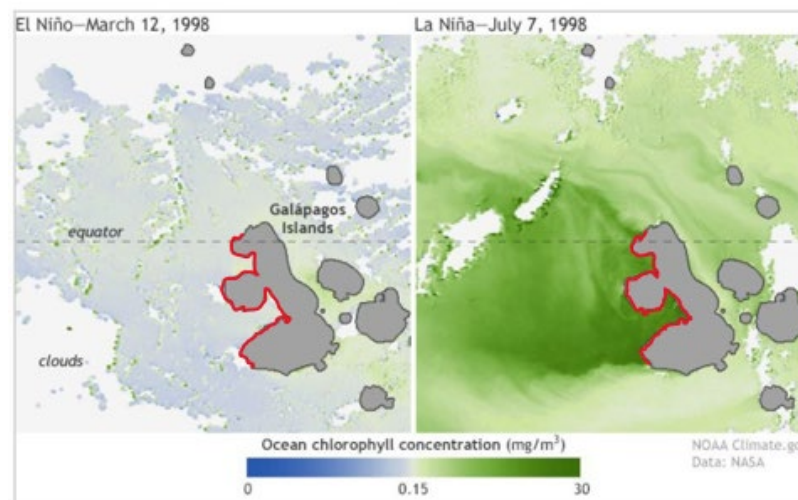 El Niño—March 12, 1998
La Niña—July 7, 1998
Galápagos
Islands
equator
clouds
Ocean chlorophyll concentration (mg/m³)
0
0.15
30
NOAA Climate.go
Data: NASA